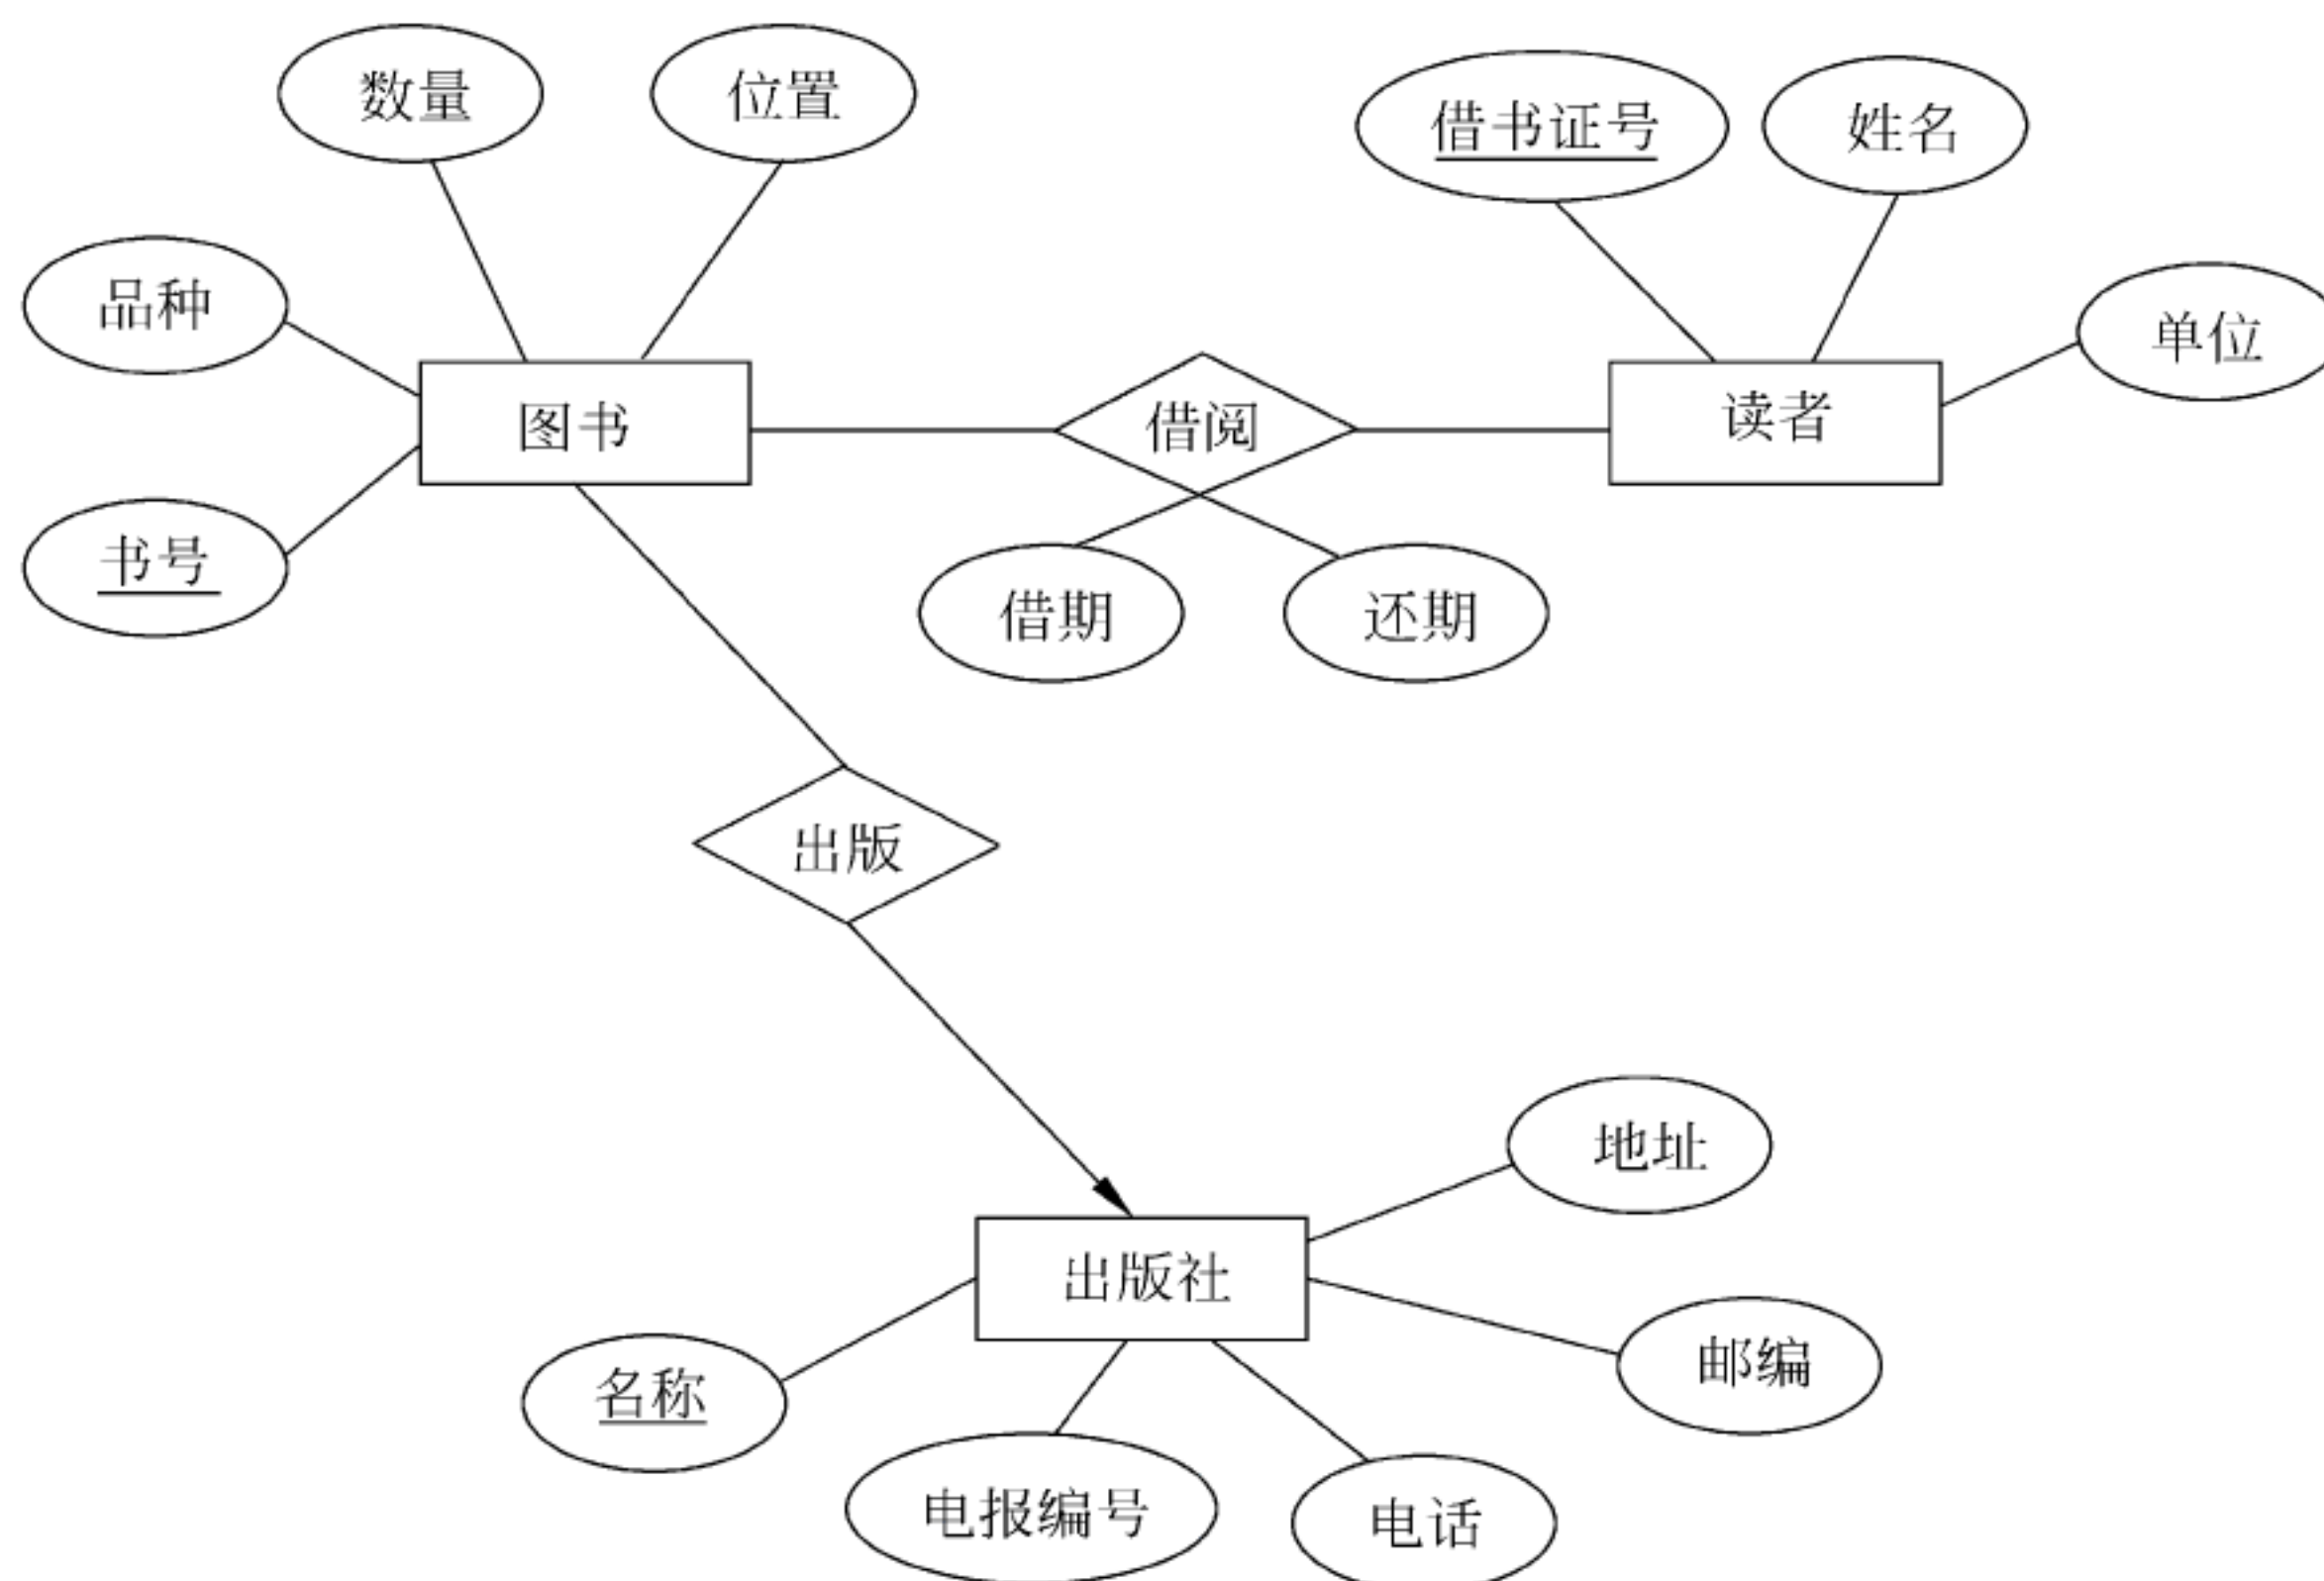 数量
位置
借书证号
姓名
品种
单位
图书
借阅
读者
书号
借期
还期
出版
地址
出版社
邮编
名称
电报编号
电话